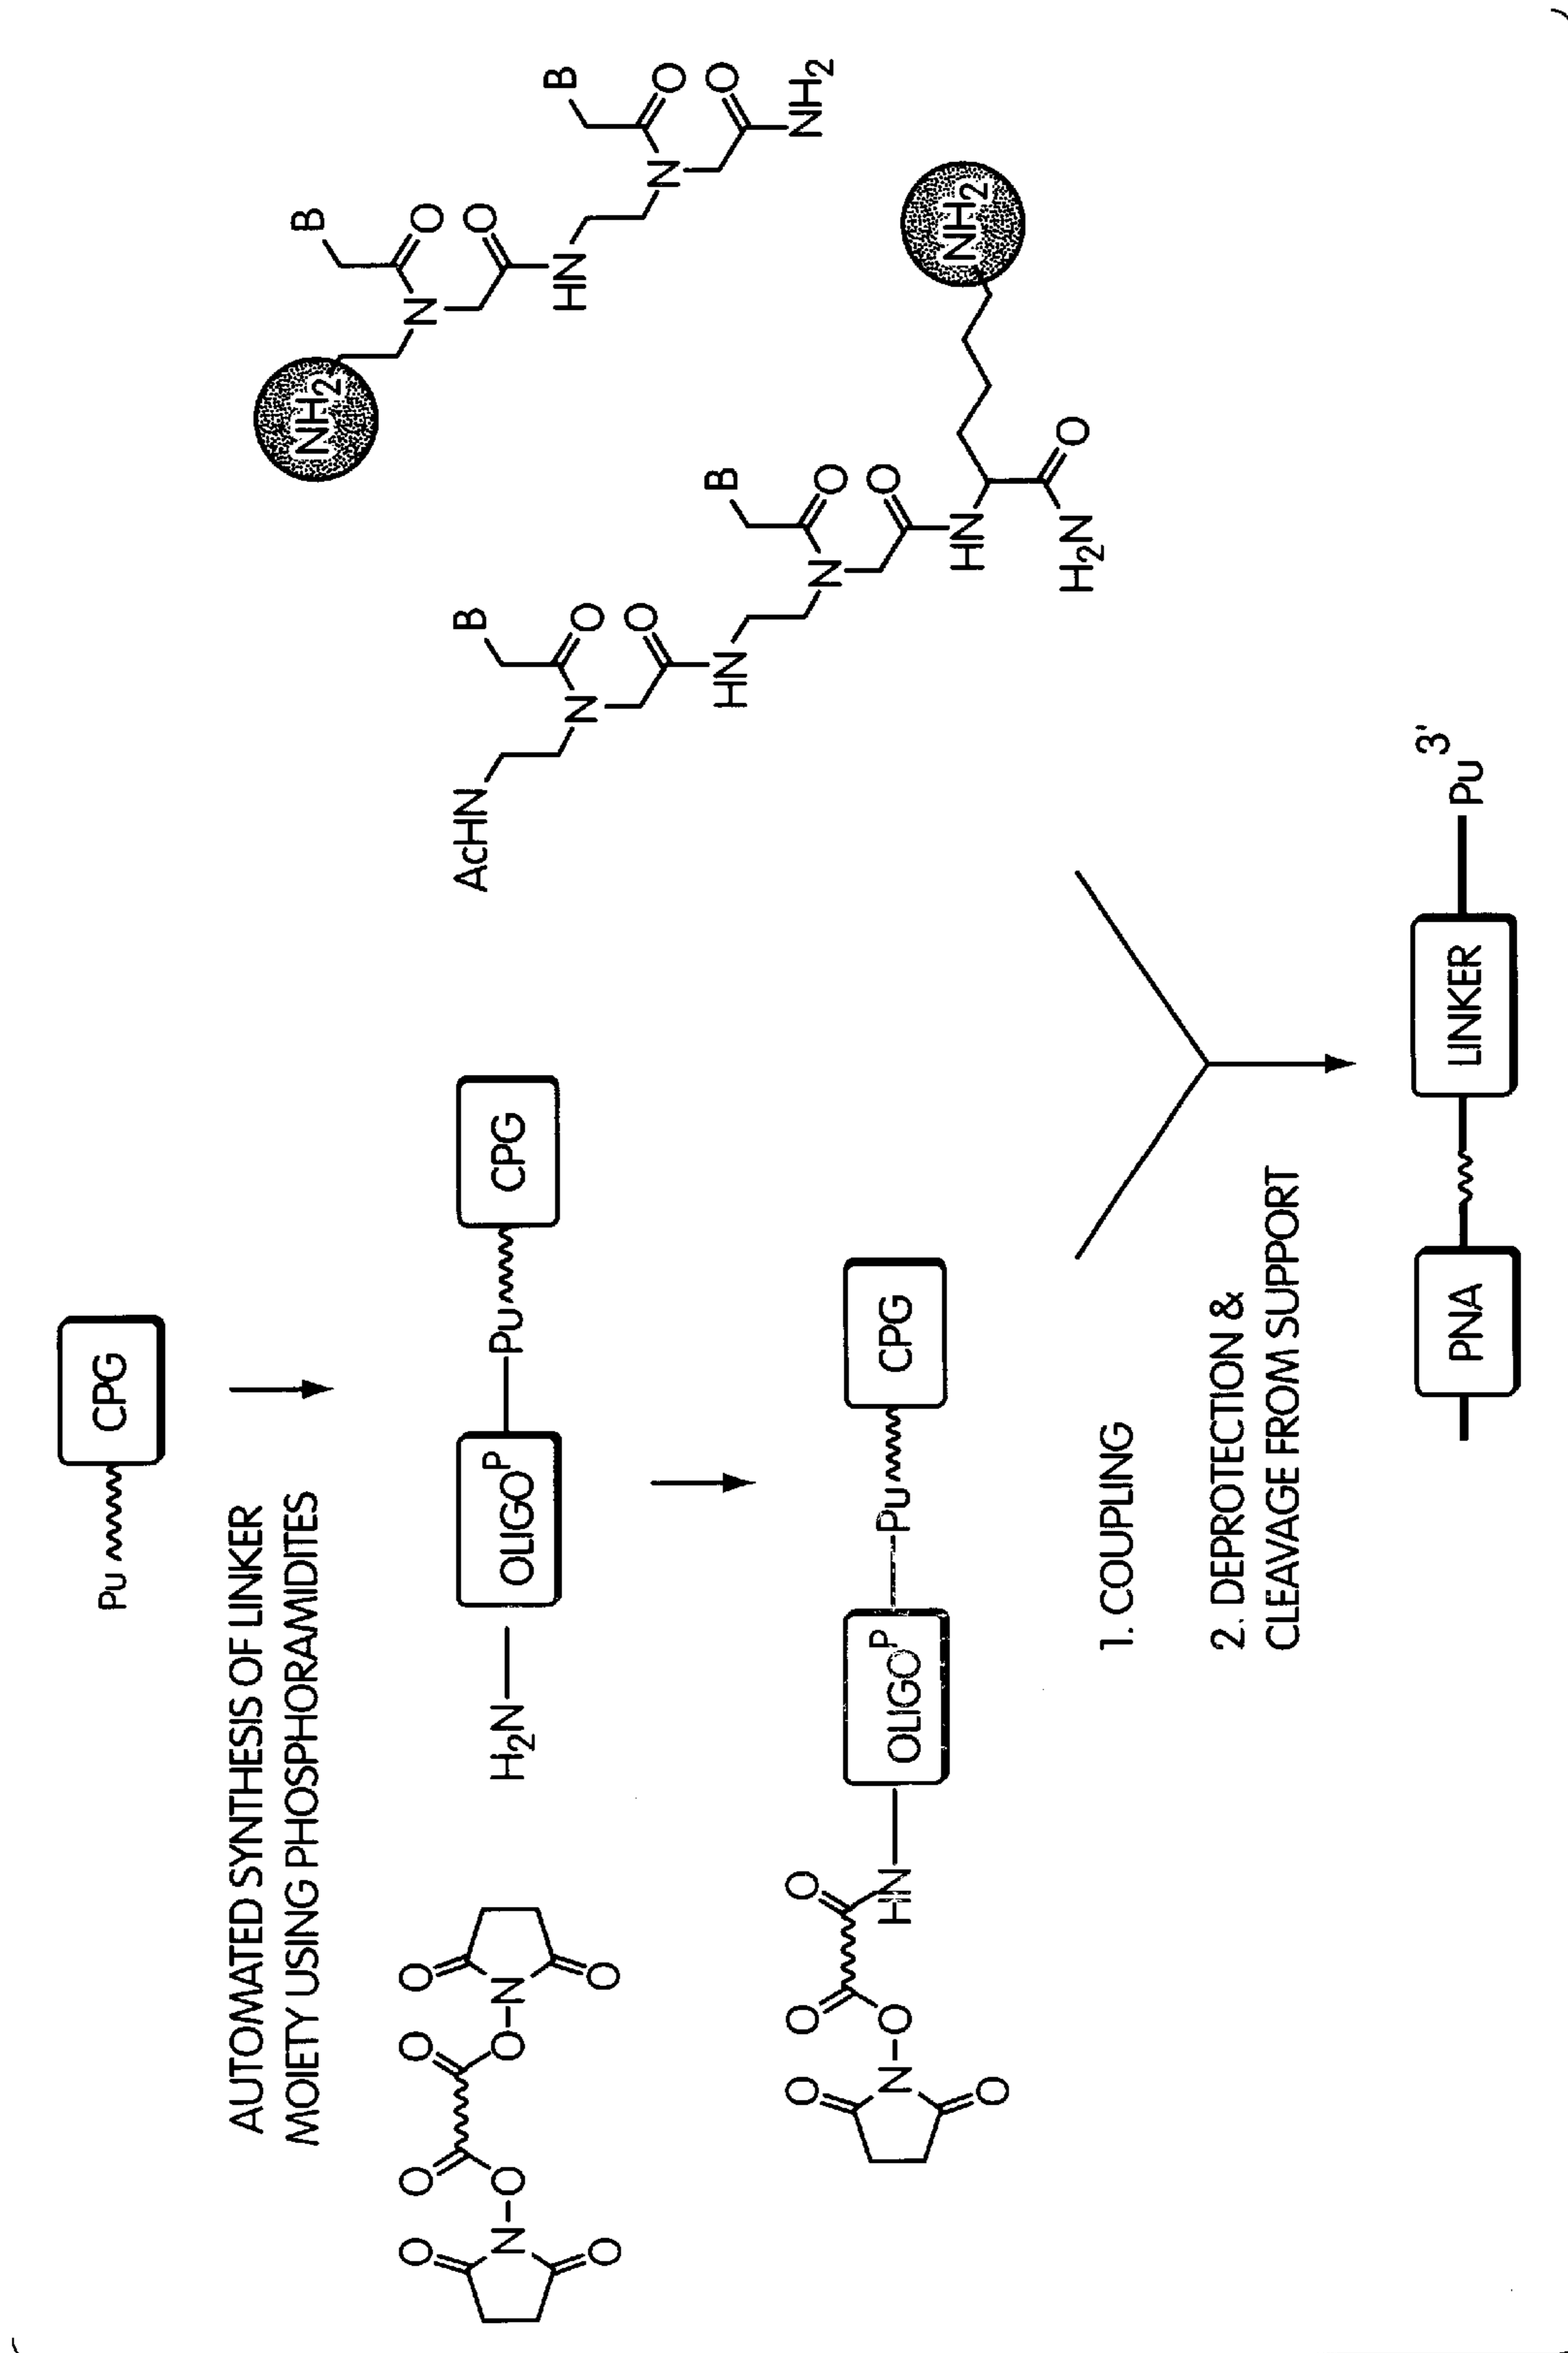 Pu CPG
AUTOMATED SYNTHESIS OF LINKER
MOIETY USING PHOSPHORAMIDITES
O O O O
N-O O-N
O O
H2N OLIGO^P Pu CPG
O O O
N-O HN
O
OLIGO^P Pu CPG
NH2
B
N
O
O
HN
B
N
O
O
NH2
AcHN
B
N
O
O
HN
B
N
O
O
HN
H2N
O
NH2
1. COUPLING
2. DEPROTECTION &
CLEAVAGE FROM SUPPORT
PNA LINKER Pu 3'